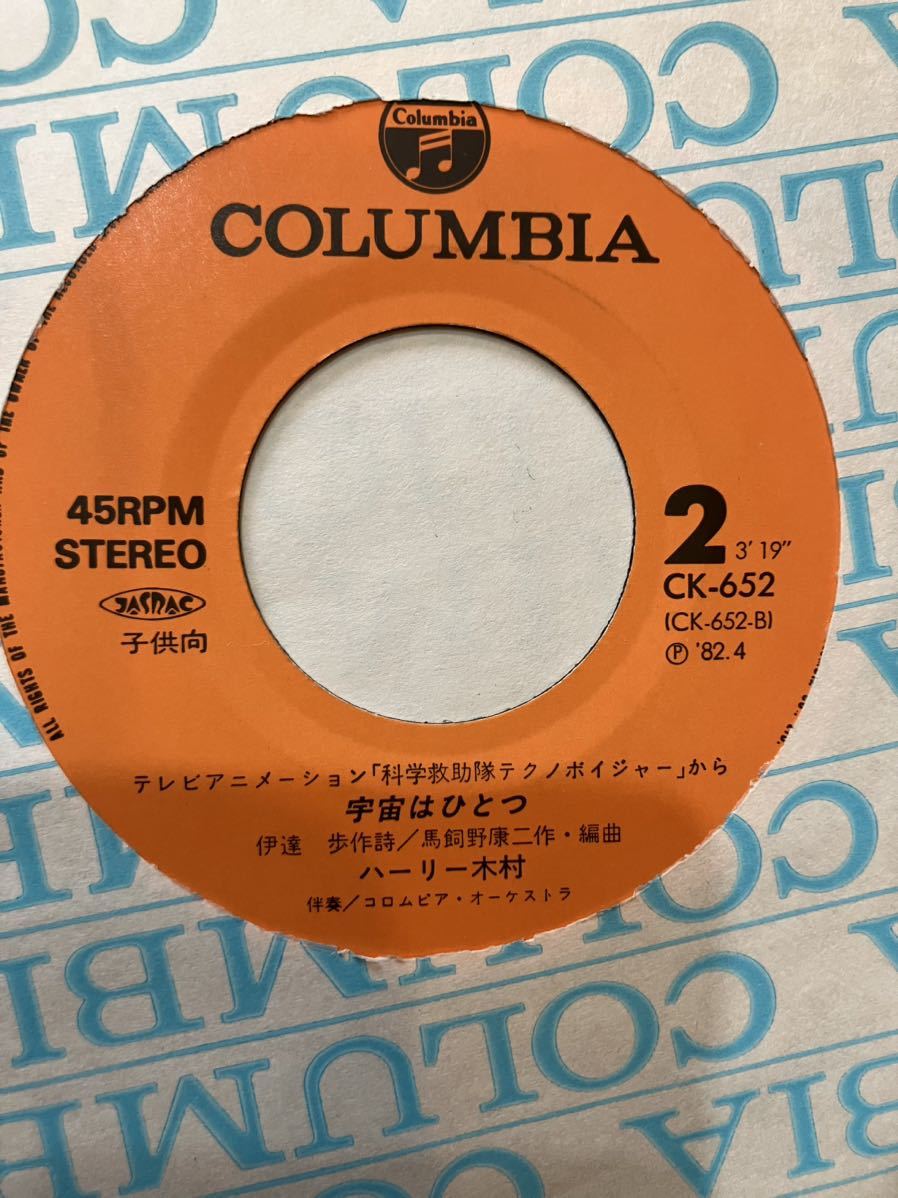 Columbia
COLUMBIA
45RPM
STEREO
JASRAC
子供向
2 3'19"
CK-652
(CK-652-B)
Ⓟ '82.4
テレビアニメーション「科学救助隊テクノボイジャー」から
宇宙はひとつ
伊達 歩作詩/馬飼野康二作・編曲
ハーリー木村
伴奏/コロムビア・オーケストラ
ALL RIGHTS OF THE MANUFACTURER AND OF THE OWNER OF THE RECORDED
COLUMBIA
COLUMBIA
COLUMBIA